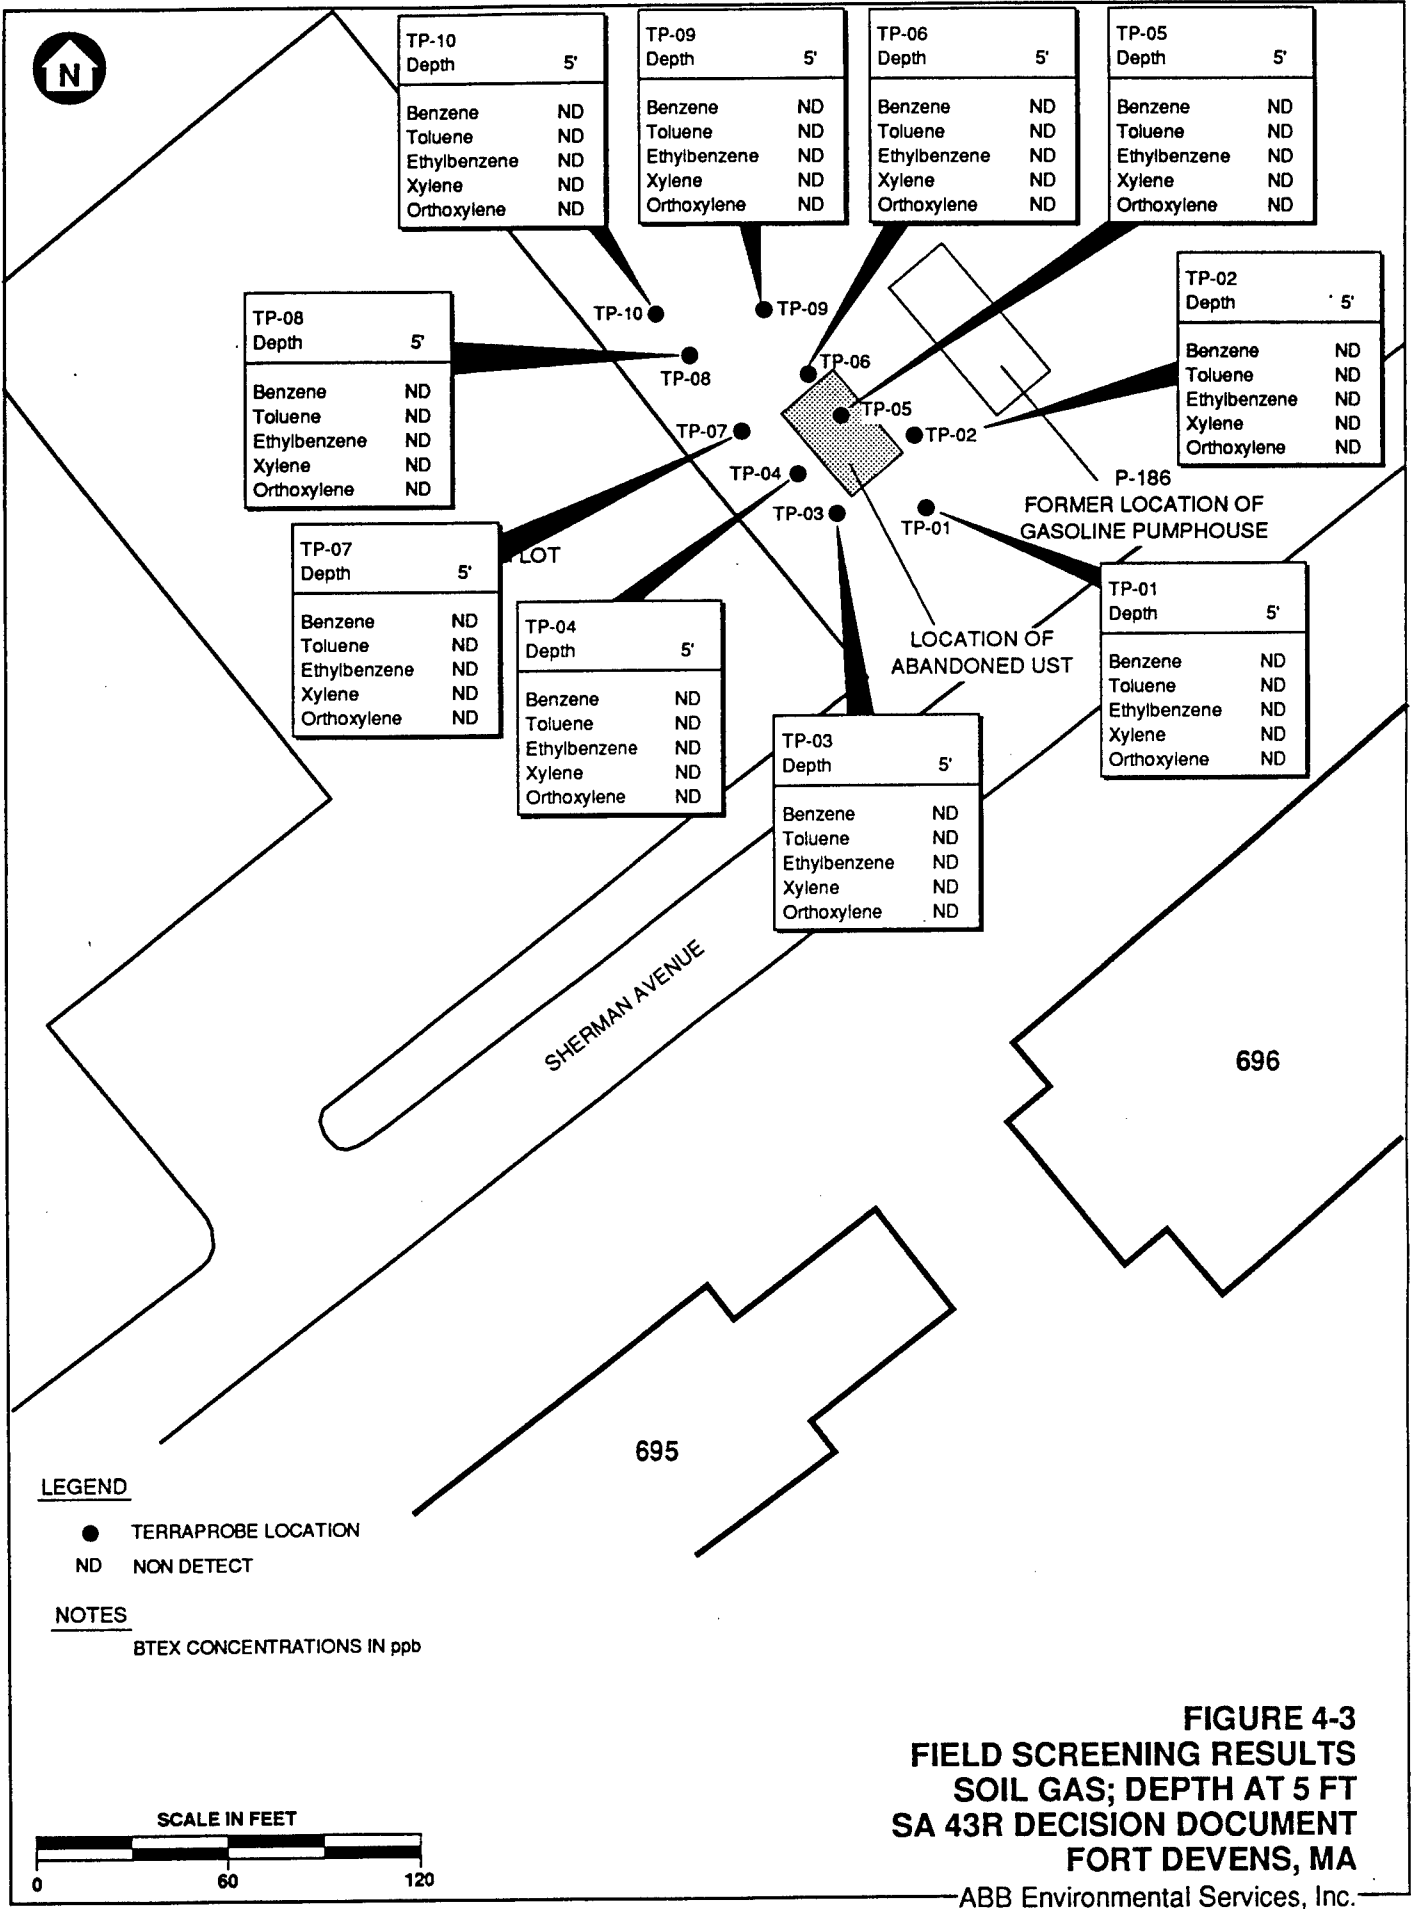 N
TP-10
Depth 5'
Benzene ND
Toluene ND
Ethylbenzene ND
Xylene ND
Orthoxylene ND
TP-09
Depth 5'
Benzene ND
Toluene ND
Ethylbenzene ND
Xylene ND
Orthoxylene ND
TP-06
Depth 5'
Benzene ND
Toluene ND
Ethylbenzene ND
Xylene ND
Orthoxylene ND
TP-05
Depth 5'
Benzene ND
Toluene ND
Ethylbenzene ND
Xylene ND
Orthoxylene ND
TP-02
Depth 5'
Benzene ND
Toluene ND
Ethylbenzene ND
Xylene ND
Orthoxylene ND
TP-08
Depth 5'
Benzene ND
Toluene ND
Ethylbenzene ND
Xylene ND
Orthoxylene ND
TP-10
TP-09
TP-08
TP-06
TP-05
TP-07
TP-02
TP-04
TP-03
TP-01
P-186
FORMER LOCATION OF
GASOLINE PUMPHOUSE
LOT
TP-07
Depth 5'
Benzene ND
Toluene ND
Ethylbenzene ND
Xylene ND
Orthoxylene ND
TP-04
Depth 5'
Benzene ND
Toluene ND
Ethylbenzene ND
Xylene ND
Orthoxylene ND
LOCATION OF
ABANDONED UST
TP-01
Depth 5'
Benzene ND
Toluene ND
Ethylbenzene ND
Xylene ND
Orthoxylene ND
TP-03
Depth 5'
Benzene ND
Toluene ND
Ethylbenzene ND
Xylene ND
Orthoxylene ND
SHERMAN AVENUE
696
695
LEGEND
TERRAPROBE LOCATION
ND NON DETECT
NOTES
BTEX CONCENTRATIONS IN ppb
SCALE IN FEET
0 60 120
FIGURE 4-3
FIELD SCREENING RESULTS
SOIL GAS; DEPTH AT 5 FT
SA 43R DECISION DOCUMENT
FORT DEVENS, MA
ABB Environmental Services, Inc.